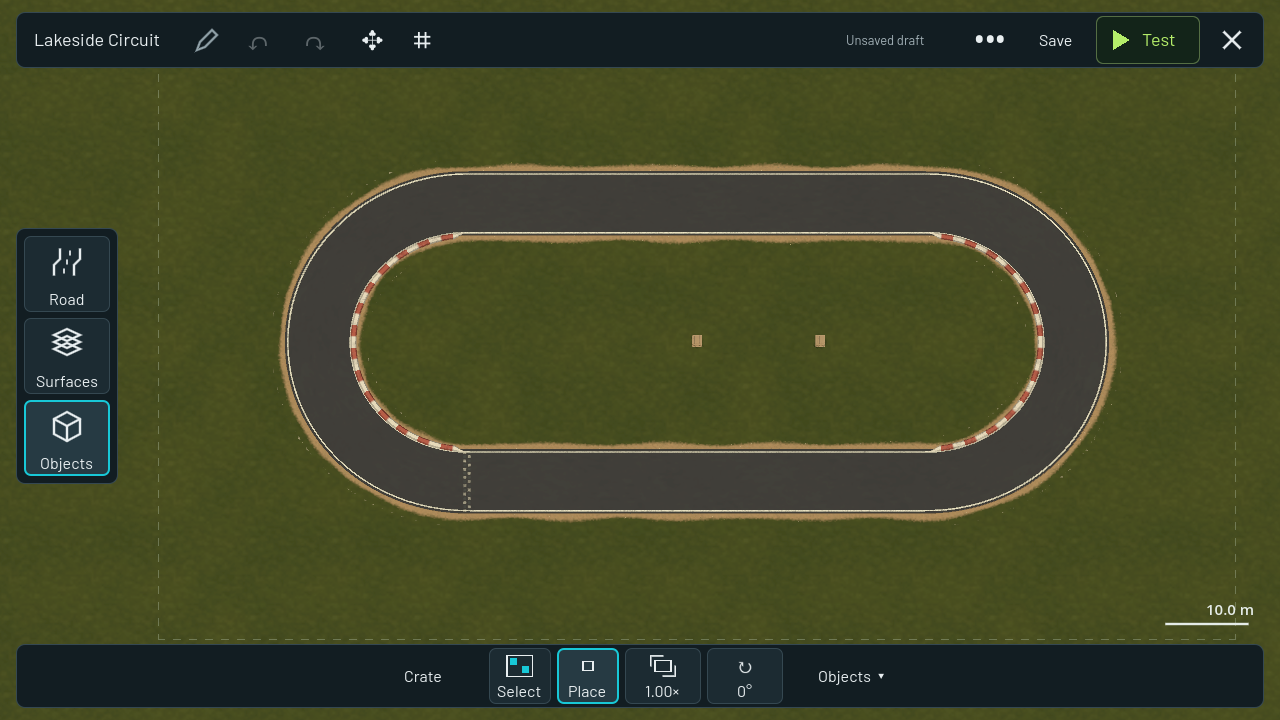 Lakeside Circuit
Unsaved draft
Save
Test
Road
Surfaces
Objects
10.0 m
Crate
Select
Place
1.00×
0°
Objects